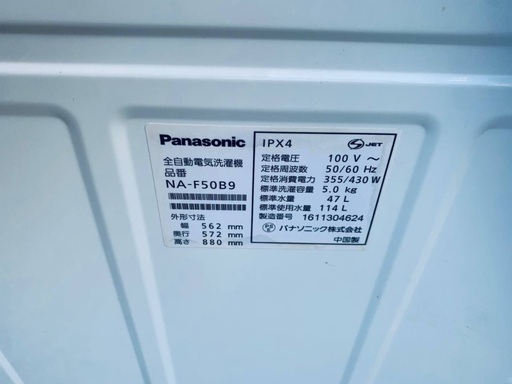 Panasonic
全自動電気洗濯機
品番
NA-F50B9
外形寸法
幅 562 mm
奥行 572 mm
高さ 880 mm
IPX4
JET
定格電圧 100 V ～
定格周波数 50/60 Hz
定格消費電力 355/430 W
標準洗濯容量 5.0 kg
標準水量 47 L
標準使用水量 114 L
製造番号 1611304624
パナソニック株式会社
中国製